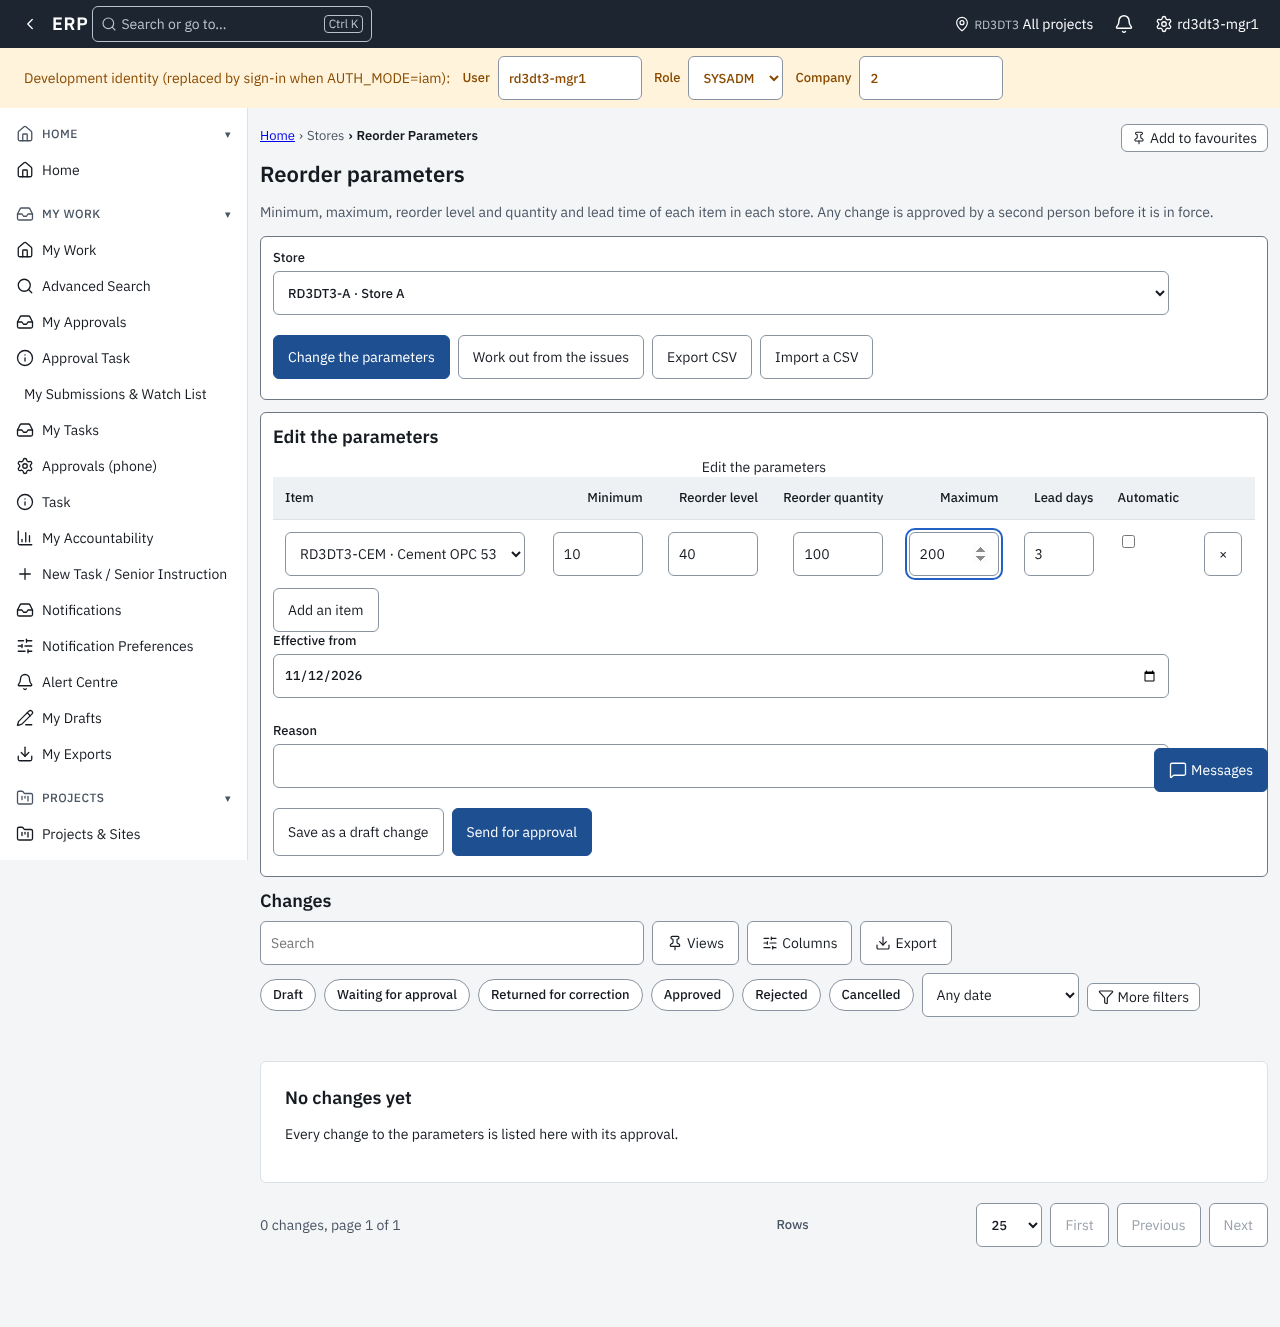 ERP
Search or go to...
Ctrl K
RD3DT3 All projects
rd3dt3-mgr1
Development identity (replaced by sign-in when AUTH_MODE=iam): User rd3dt3-mgr1 Role SYSADM Company 2
HOME
Home
MY WORK
My Work
Advanced Search
My Approvals
Approval Task
My Submissions & Watch List
My Tasks
Approvals (phone)
Task
My Accountability
New Task / Senior Instruction
Notifications
Notification Preferences
Alert Centre
My Drafts
My Exports
PROJECTS
Projects & Sites
Home › Stores › Reorder Parameters
Add to favourites
Reorder parameters
Minimum, maximum, reorder level and quantity and lead time of each item in each store. Any change is approved by a second person before it is in force.
Store
RD3DT3-A · Store A
Change the parameters
Work out from the issues
Export CSV
Import a CSV
Edit the parameters
Edit the parameters
Item Minimum Reorder level Reorder quantity Maximum Lead days Automatic
RD3DT3-CEM · Cement OPC 53 10 40 100 200 3 ×
Add an item
Effective from
11/12/2026
Reason
Messages
Save as a draft change
Send for approval
Changes
Search
Views
Columns
Export
Draft
Waiting for approval
Returned for correction
Approved
Rejected
Cancelled
Any date
More filters
No changes yet
Every change to the parameters is listed here with its approval.
0 changes, page 1 of 1
Rows
25
First
Previous
Next